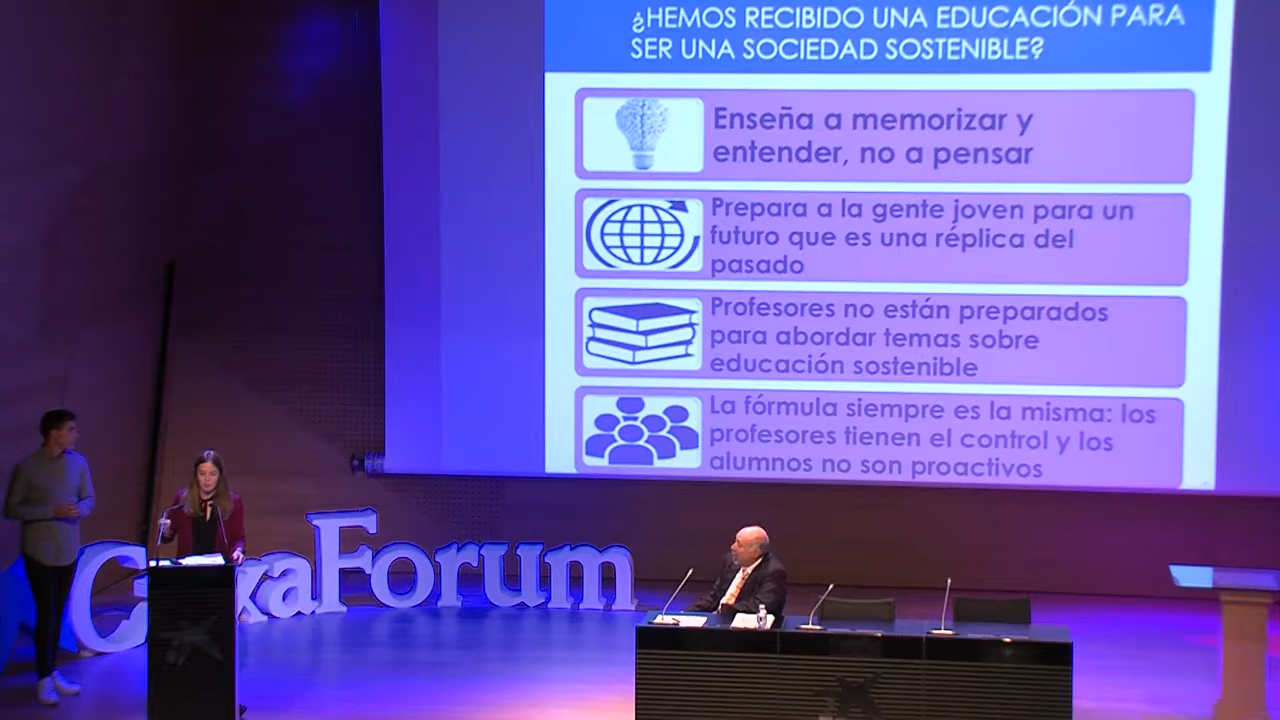 ¿HEMOS RECIBIDO UNA EDUCACIÓN PARA
SER UNA SOCIEDAD SOSTENIBLE?
Enseña a memorizar y
entender, no a pensar
Prepara a la gente joven para un
futuro que es una réplica del
pasado
Profesores no están preparados
para abordar temas sobre
educación sostenible
La fórmula siempre es la misma: los
profesores tienen el control y los
alumnos no son proactivos
C xaForum